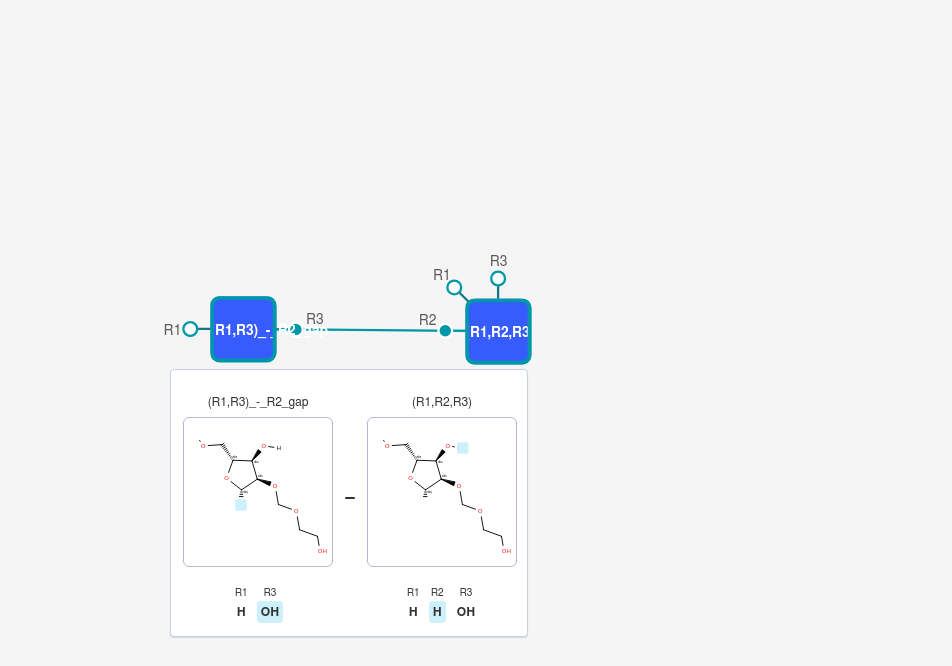 R3
R1
R3
R2
R1
R1,R3)_-_R2_gap
R1,R2,R3
(R1,R3)_-_R2_gap
(R1,R2,R3)
O
O
H
O
O
O
OH
–
O
O
O
O
O
OH
R1 R3
H OH
R1 R2 R3
H H OH